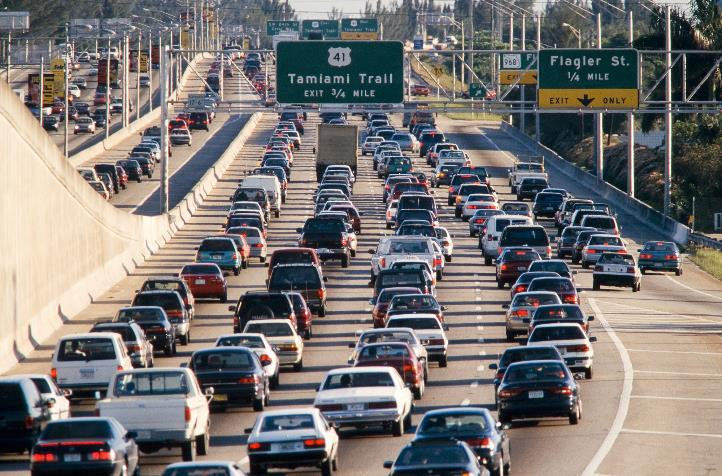 41
Tamiami Trail
EXIT 3/4 MILE
968
EXIT
Flagler St.
1/4 MILE
EXIT ONLY